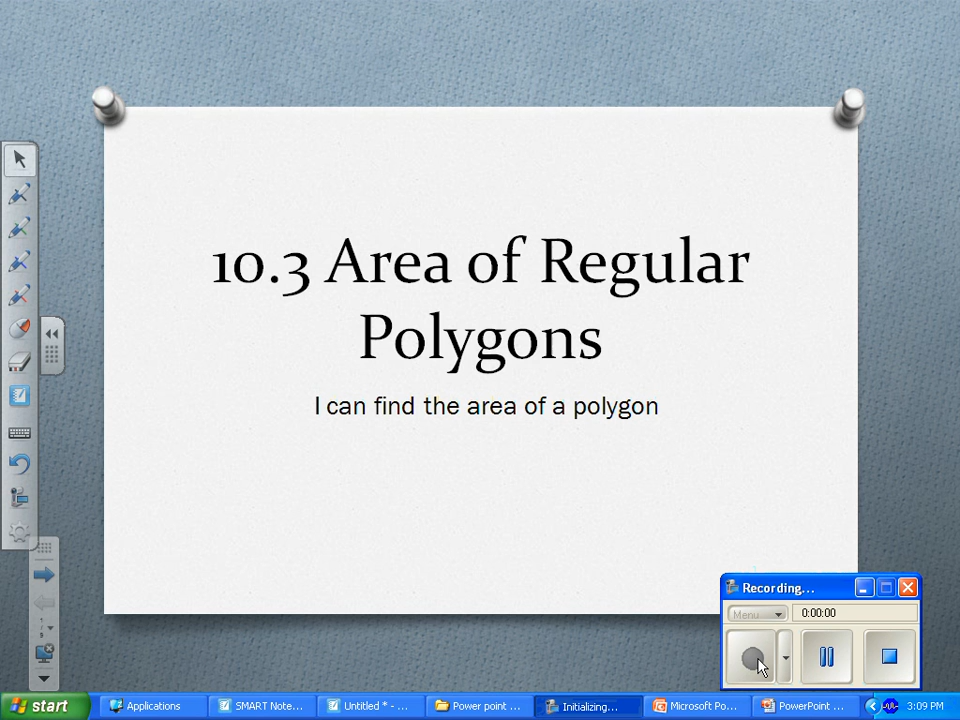 10.3 Area of Regular
Polygons
I can find the area of a polygon
Recording...
Menu
0:00:00
start
Applications
SMART Note...
Untitled * - ...
Power point ...
Initializing...
Microsoft Po...
PowerPoint ...
3:09 PM